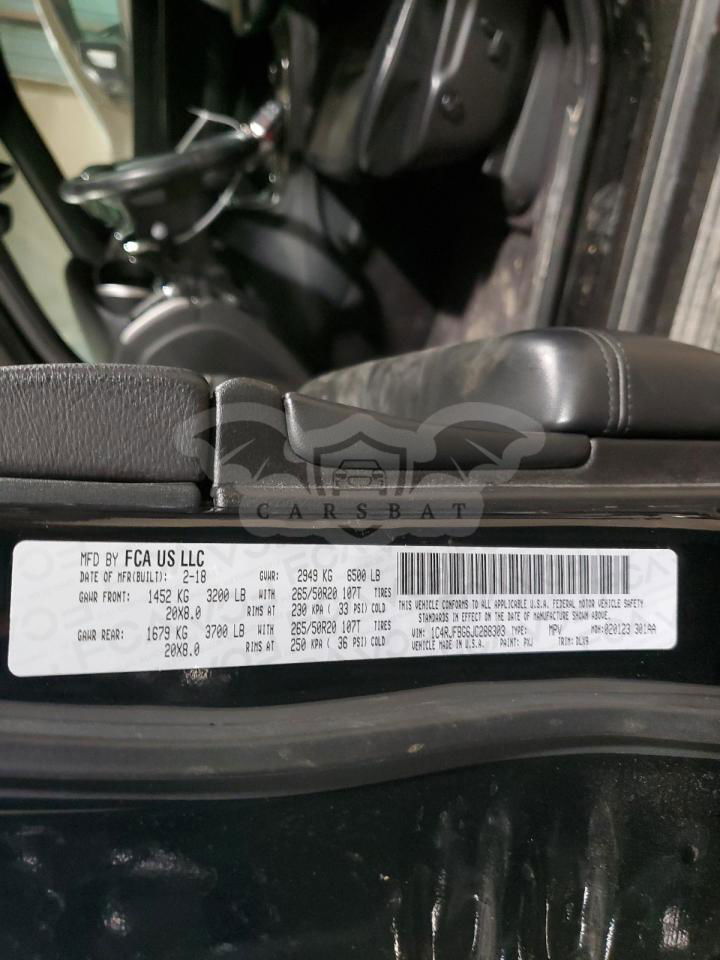 CARSBAT
MFD BY FCA US LLC
DATE OF MFR(BUILT): 2-18 GVWR: 2949 KG 6500 LB
GAWR FRONT: 1452 KG 3200 LB WITH 265/50R20 107T TIRES
20X8.0 RIMS AT 230 KPA ( 33 PSI) COLD
GAWR REAR: 1679 KG 3700 LB WITH 265/50R20 107T TIRES
20X8.0 RIMS AT 250 KPA ( 36 PSI) COLD
THIS VEHICLE CONFORMS TO ALL APPLICABLE U.S.A. FEDERAL MOTOR VEHICLE SAFETY
STANDARDS IN EFFECT ON THE DATE OF MANUFACTURE SHOWN ABOVE.
VIN: 1C4RJFBG6JC288303 TYPE: MPV MDH: 020123 301AA
VEHICLE MADE IN U.S.A. PAINT: PXJ TRIM: DLX9